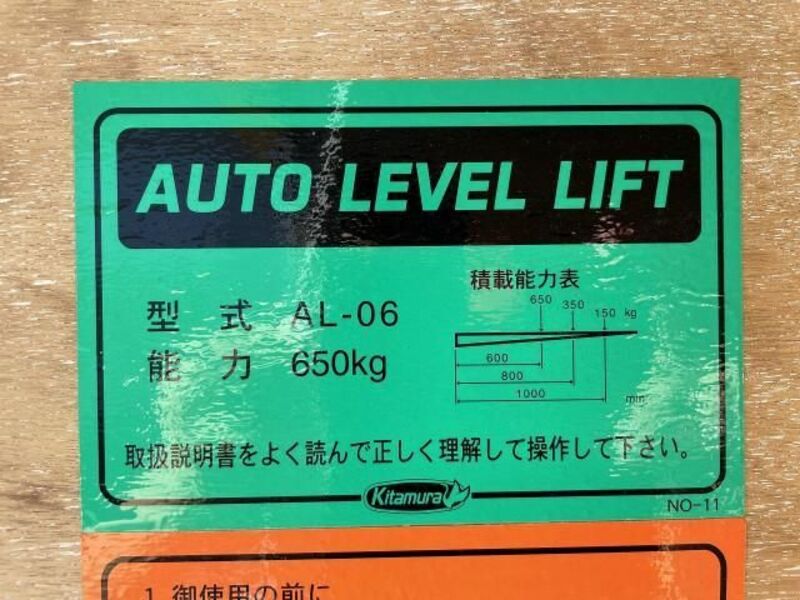 AUTO LEVEL LIFT
型式 AL-06
能力 650kg
積載能力表
650 350 150 kg
600
800
1000 mm
取扱説明書をよく読んで正しく理解して操作して下さい。
Kitamura
NO-11
1. 御使用の前に